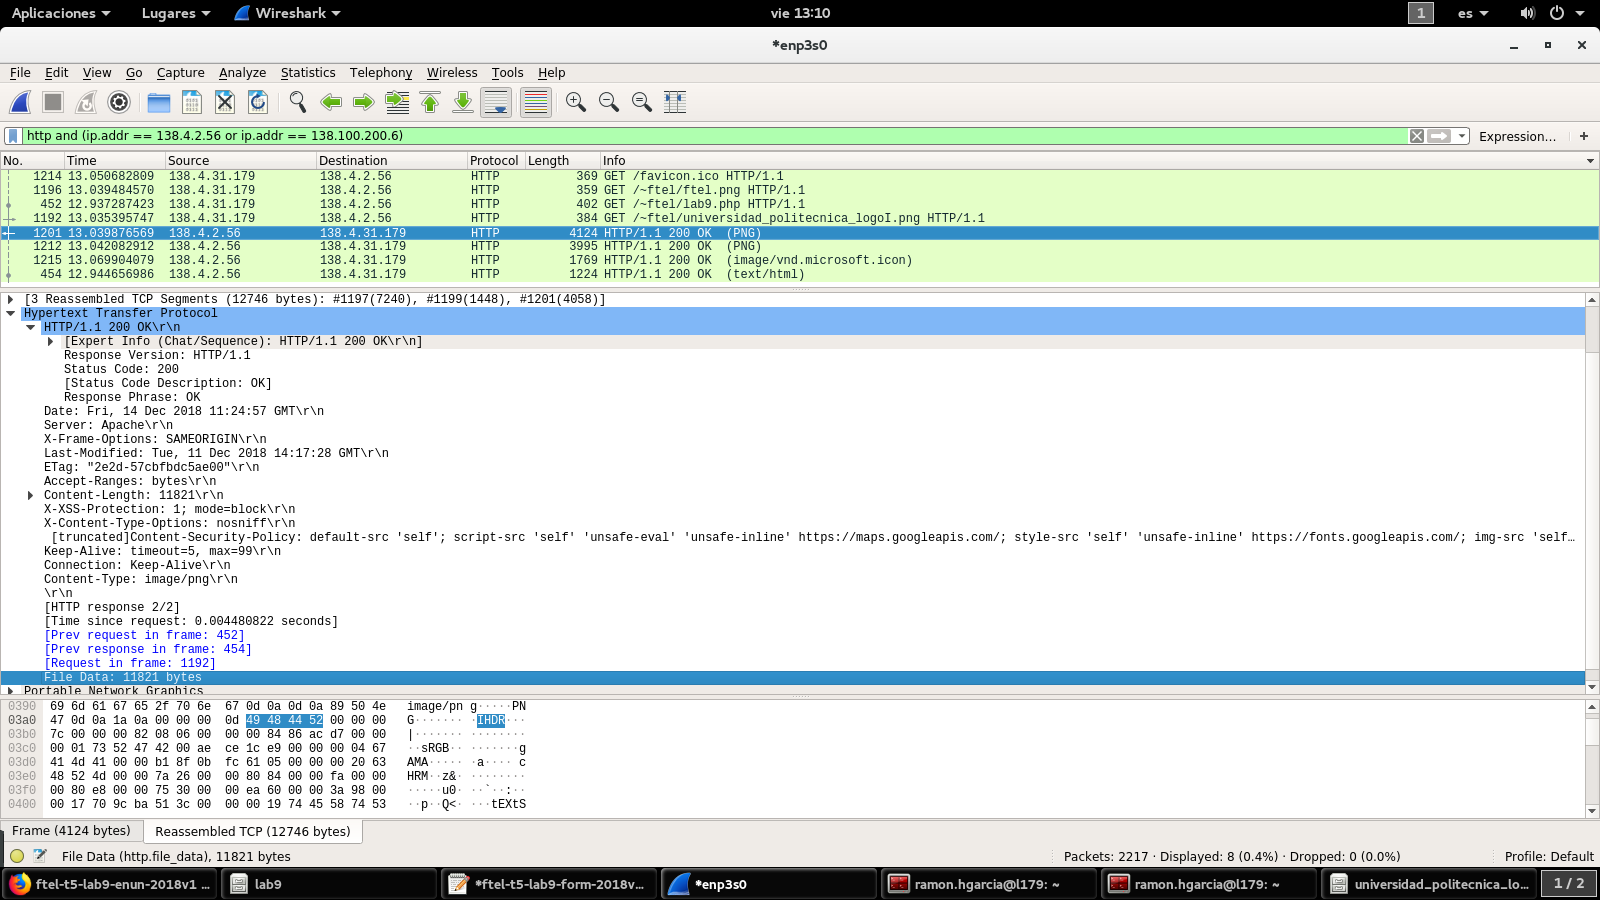 Aplicaciones Lugares Wireshark vie 13:10 1 es
*enp3s0
File Edit View Go Capture Analyze Statistics Telephony Wireless Tools Help
http and (ip.addr == 138.4.2.56 or ip.addr == 138.100.200.6) Expression… +
No. Time Source Destination Protocol Length Info
1214 13.050682809 138.4.31.179 138.4.2.56 HTTP 369 GET /favicon.ico HTTP/1.1
1196 13.039484570 138.4.31.179 138.4.2.56 HTTP 359 GET /~ftel/ftel.png HTTP/1.1
452 12.937287423 138.4.31.179 138.4.2.56 HTTP 402 GET /~ftel/lab9.php HTTP/1.1
1192 13.035395747 138.4.31.179 138.4.2.56 HTTP 384 GET /~ftel/universidad_politecnica_logoI.png HTTP/1.1
1201 13.039876569 138.4.2.56 138.4.31.179 HTTP 4124 HTTP/1.1 200 OK (PNG)
1212 13.042082912 138.4.2.56 138.4.31.179 HTTP 3995 HTTP/1.1 200 OK (PNG)
1215 13.069904079 138.4.2.56 138.4.31.179 HTTP 1769 HTTP/1.1 200 OK (image/vnd.microsoft.icon)
454 12.944656986 138.4.2.56 138.4.31.179 HTTP 1224 HTTP/1.1 200 OK (text/html)
[3 Reassembled TCP Segments (12746 bytes): #1197(7240), #1199(1448), #1201(4058)]
Hypertext Transfer Protocol
HTTP/1.1 200 OK\r\n
[Expert Info (Chat/Sequence): HTTP/1.1 200 OK\r\n]
Response Version: HTTP/1.1
Status Code: 200
[Status Code Description: OK]
Response Phrase: OK
Date: Fri, 14 Dec 2018 11:24:57 GMT\r\n
Server: Apache\r\n
X-Frame-Options: SAMEORIGIN\r\n
Last-Modified: Tue, 11 Dec 2018 14:17:28 GMT\r\n
ETag: "2e2d-57cbfbdc5ae00"\r\n
Accept-Ranges: bytes\r\n
Content-Length: 11821\r\n
X-XSS-Protection: 1; mode=block\r\n
X-Content-Type-Options: nosniff\r\n
[truncated]Content-Security-Policy: default-src 'self'; script-src 'self' 'unsafe-eval' 'unsafe-inline' https://maps.googleapis.com/; style-src 'self' 'unsafe-inline' https://fonts.googleapis.com/; img-src 'self…
Keep-Alive: timeout=5, max=99\r\n
Connection: Keep-Alive\r\n
Content-Type: image/png\r\n
\r\n
[HTTP response 2/2]
[Time since request: 0.004480822 seconds]
[Prev request in frame: 452]
[Prev response in frame: 454]
[Request in frame: 1192]
File Data: 11821 bytes
Portable Network Graphics
0390 69 6d 61 67 65 2f 70 6e 67 0d 0a 0d 0a 89 50 4e image/pn g·····PN
03a0 47 0d 0a 1a 0a 00 00 00 0d 49 48 44 52 00 00 00 G······· ·IHDR···
03b0 7c 00 00 00 82 08 06 00 00 00 84 86 ac d7 00 00 |······· ········
03c0 00 01 73 52 47 42 00 ae ce 1c e9 00 00 00 04 67 ··sRGB·· ·······g
03d0 41 4d 41 00 00 b1 8f 0b fc 61 05 00 00 00 20 63 AMA····· ·a···· c
03e0 48 52 4d 00 00 7a 26 00 00 80 84 00 00 fa 00 00 HRM··z&· ········
03f0 00 80 e8 00 00 75 30 00 00 ea 60 00 00 3a 98 00 ·····u0· ··`··:··
0400 00 17 70 9c ba 51 3c 00 00 00 19 74 45 58 74 53 ··p··Q<· ···tEXtS
Frame (4124 bytes) Reassembled TCP (12746 bytes)
File Data (http.file_data), 11821 bytes Packets: 2217 · Displayed: 8 (0.4%) · Dropped: 0 (0.0%) Profile: Default
ftel-t5-lab9-enun-2018v1 … lab9 *ftel-t5-lab9-form-2018v… *enp3s0 ramon.hgarcia@l179: ~ ramon.hgarcia@l179: ~ universidad_politecnica_lo… 1 / 2